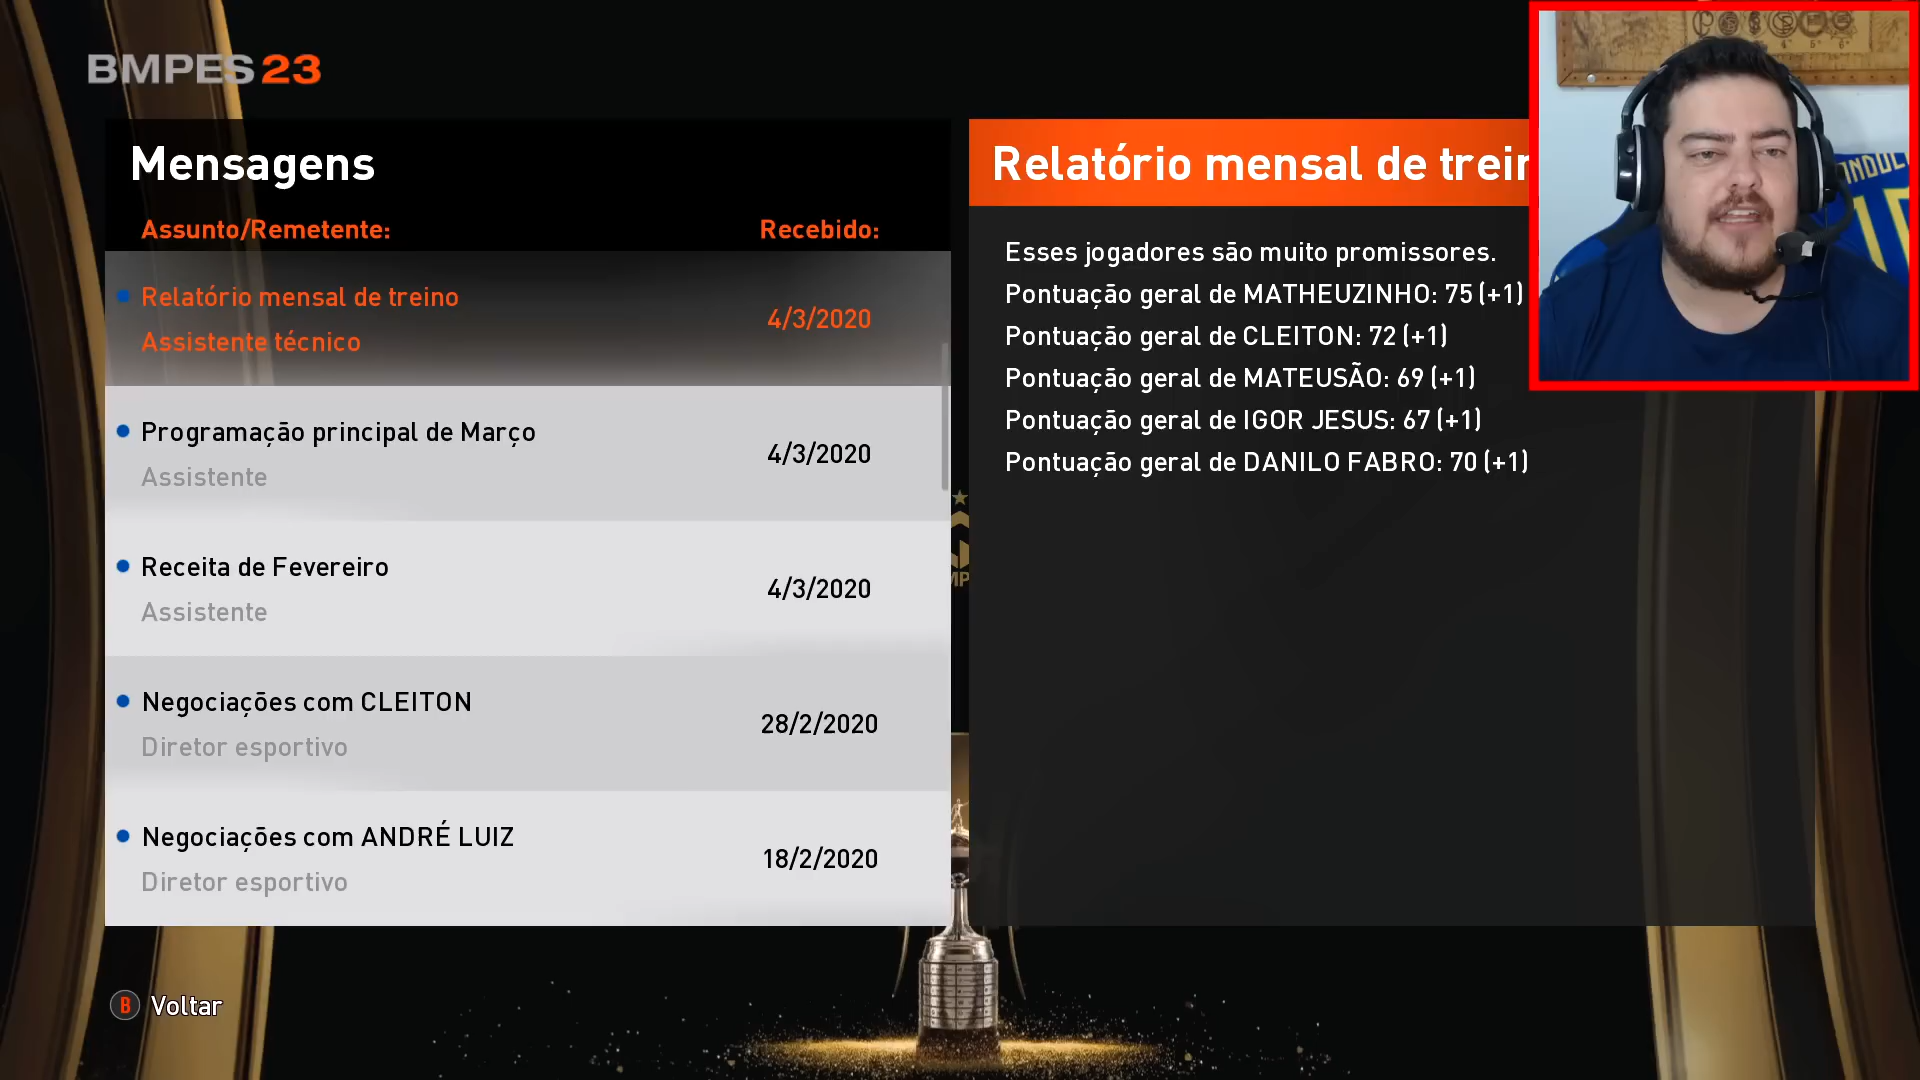 BMPES23
Mensagens
Assunto/Remetente:
Recebido:
Relatório mensal de treino
Assistente técnico
4/3/2020
Programação principal de Março
Assistente
4/3/2020
Receita de Fevereiro
Assistente
4/3/2020
Negociações com CLEITON
Diretor esportivo
28/2/2020
Negociações com ANDRÉ LUIZ
Diretor esportivo
18/2/2020
Relatório mensal de trein
Esses jogadores são muito promissores.
Pontuação geral de MATHEUZINHO: 75 (+1)
Pontuação geral de CLEITON: 72 (+1)
Pontuação geral de MATEUSÃO: 69 (+1)
Pontuação geral de IGOR JESUS: 67 (+1)
Pontuação geral de DANILO FABRO: 70 (+1)
B Voltar